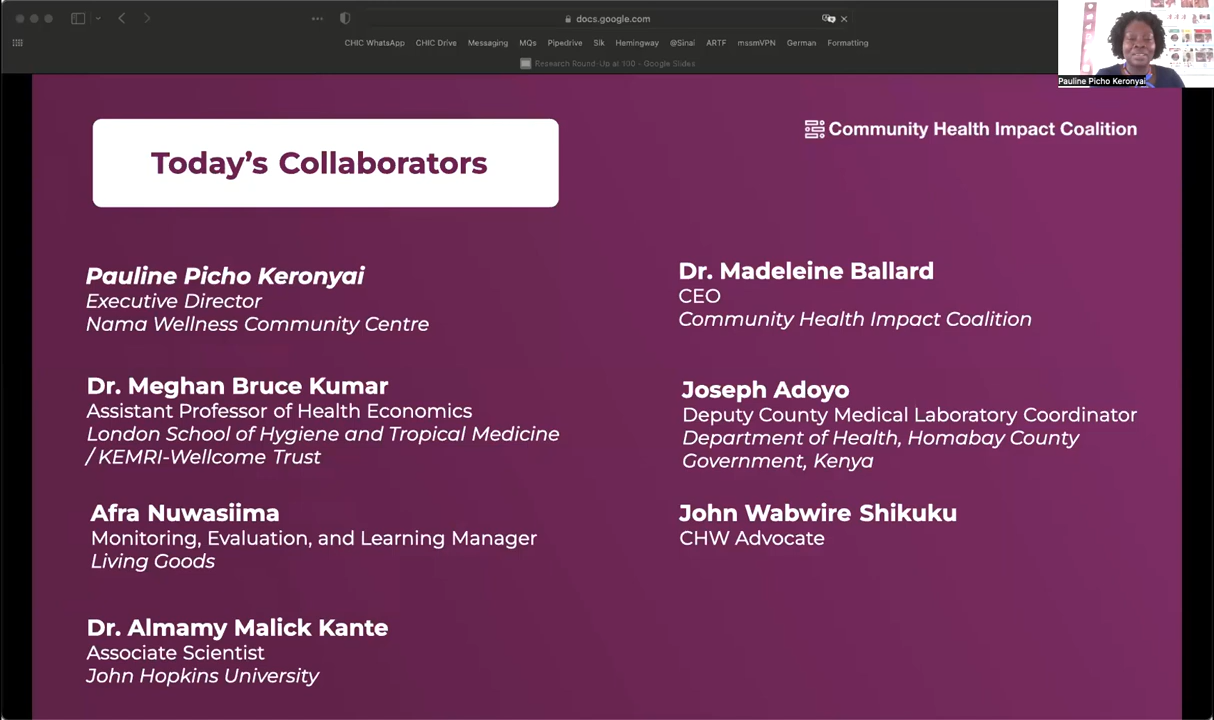 docs.google.com
CHIC WhatsApp CHIC Drive Messaging MQs Pipedrive Slk Hemingway @Sinai ARTF mssmVPN German Formatting
Research Round-Up at 100 - Google Slides
Pauline Picho Keronyai
Community Health Impact Coalition
Today's Collaborators
Pauline Picho Keronyai
Executive Director
Nama Wellness Community Centre
Dr. Meghan Bruce Kumar
Assistant Professor of Health Economics
London School of Hygiene and Tropical Medicine
/ KEMRI-Wellcome Trust
Afra Nuwasiima
Monitoring, Evaluation, and Learning Manager
Living Goods
Dr. Almamy Malick Kante
Associate Scientist
John Hopkins University
Dr. Madeleine Ballard
CEO
Community Health Impact Coalition
Joseph Adoyo
Deputy County Medical Laboratory Coordinator
Department of Health, Homabay County
Government, Kenya
John Wabwire Shikuku
CHW Advocate